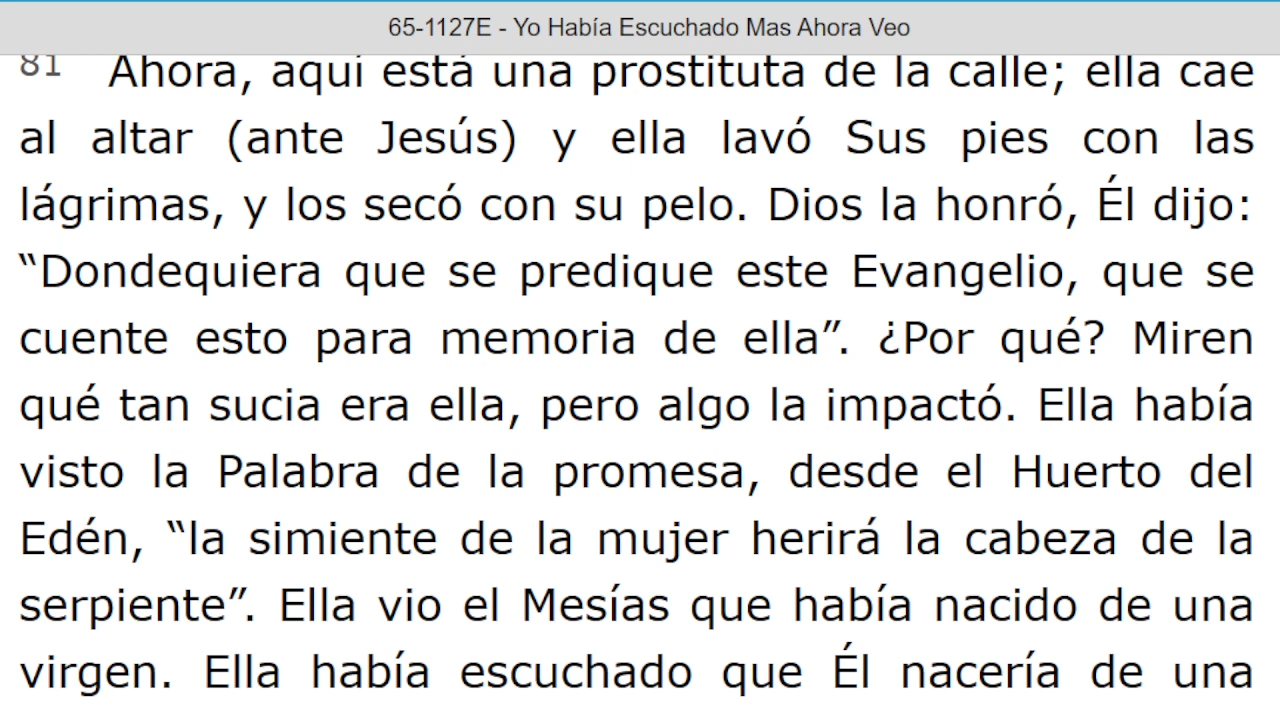 65-1127E - Yo Había Escuchado Mas Ahora Veo
81 Ahora, aquí está una prostituta de la calle; ella cae
al altar (ante Jesús) y ella lavó Sus pies con las
lágrimas, y los secó con su pelo. Dios la honró, Él dijo:
“Dondequiera que se predique este Evangelio, que se
cuente esto para memoria de ella”. ¿Por qué? Miren
qué tan sucia era ella, pero algo la impactó. Ella había
visto la Palabra de la promesa, desde el Huerto del
Edén, “la simiente de la mujer herirá la cabeza de la
serpiente”. Ella vio el Mesías que había nacido de una
virgen. Ella había escuchado que Él nacería de una